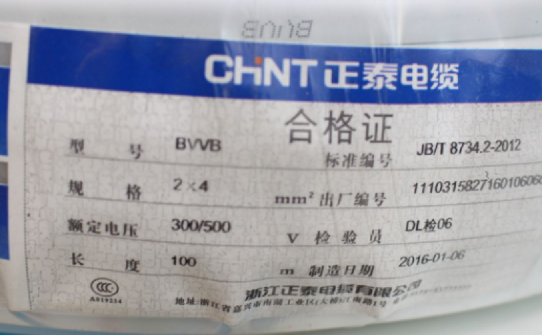 CHNT 正泰电缆
合格证
型 号 BVVB 标准编号 JB/T 8734.2-2012
规 格 2×4 mm² 出厂编号
额定电压 300/500 V 检验员 DL检06
长 度 100 m 制造日期 2016-01-06
CCC 浙江正泰电缆有限公司
A019234